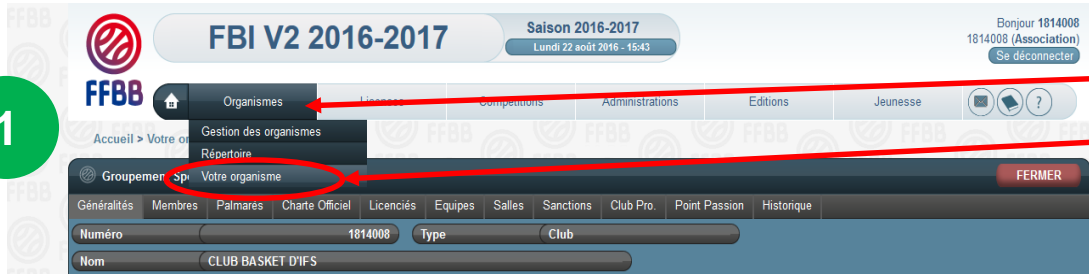 FBI V2 2016-2017
Saison 2016-2017
Lundi 22 août 2016 - 15:43
Bonjour 1814008
1814008 (Association)
Se déconnecter
FFBB
Organismes Licences Compétitions Administrations Editions Jeunesse ?
1
Accueil > Votre or
Gestion des organismes
Répertoire
Votre organisme
Groupement Spo
FERMER
Généralités Membres Palmarès Charte Officiel Licenciés Equipes Salles Sanctions Club Pro. Point Passion Historique
Numéro 1814008 Type Club
Nom CLUB BASKET D'IFS